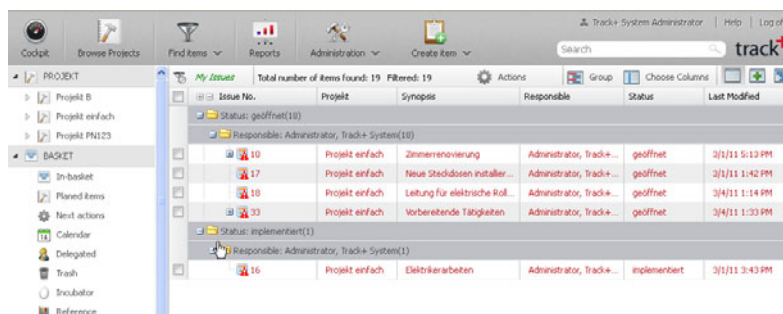 Track+ System Administrator | Help | Log of
Cockpit Browse Projects Find items Reports Administration Create item Search track+
PROJEKT My Issues Total number of items found: 19 Filtered: 19 Actions Group Choose Columns
Projekt B Issue No. Projekt Synopsis Responsible Status Last Modified
Projekt einfach Status: geöffnet(18)
Projekt PN123 Responsible: Administrator, Track+ System(18)
BASKET 10 Projekt einfach Zimmerrenovierung Administrator, Track+... geöffnet 3/1/11 5:13 PM
In-basket 17 Projekt einfach Neue Steckdosen installier... Administrator, Track+... geöffnet 3/1/11 1:42 PM
Planed items 18 Projekt einfach Leitung für elektrische Roll... Administrator, Track+... geöffnet 3/4/11 1:14 PM
Next actions 33 Projekt einfach Vorbereitende Tätigkeiten Administrator, Track+... geöffnet 3/4/11 1:33 PM
Calendar Status: implementiert(1)
Delegated Responsible: Administrator, Track+ System(1)
Trash 16 Projekt einfach Elektrikerarbeiten Administrator, Track+... implementiert 3/1/11 3:43 PM
Incubator
Reference